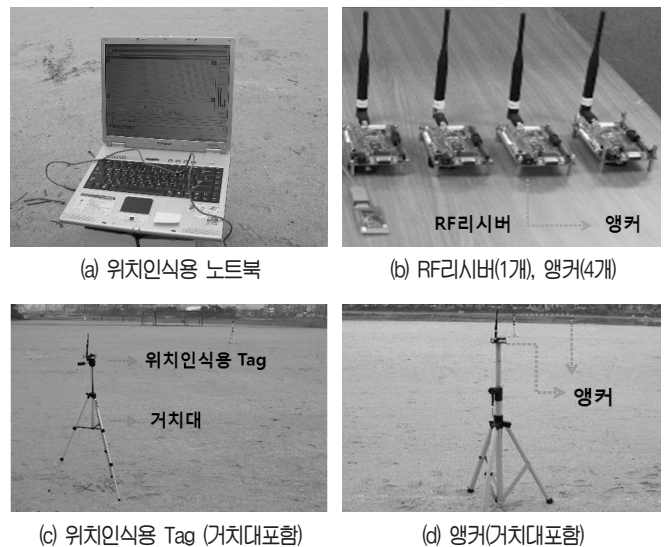 RF리시버
앵커
(a) 위치인식용 노트북
(b) RF리시버(1개), 앵커(4개)
위치인식용 Tag
거치대
앵커
(c) 위치인식용 Tag (거치대포함)
(d) 앵커(거치대포함)